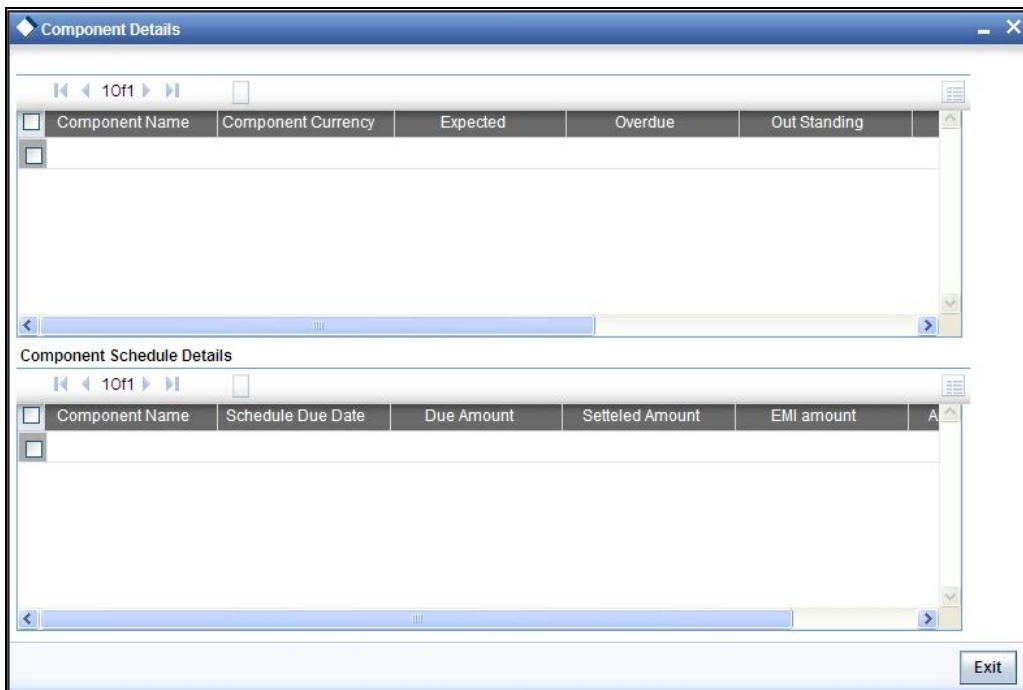 Component Details
1Of1
Component Name Component Currency Expected Overdue Out Standing
Component Schedule Details
1Of1
Component Name Schedule Due Date Due Amount Setteled Amount EMI amount A
Exit